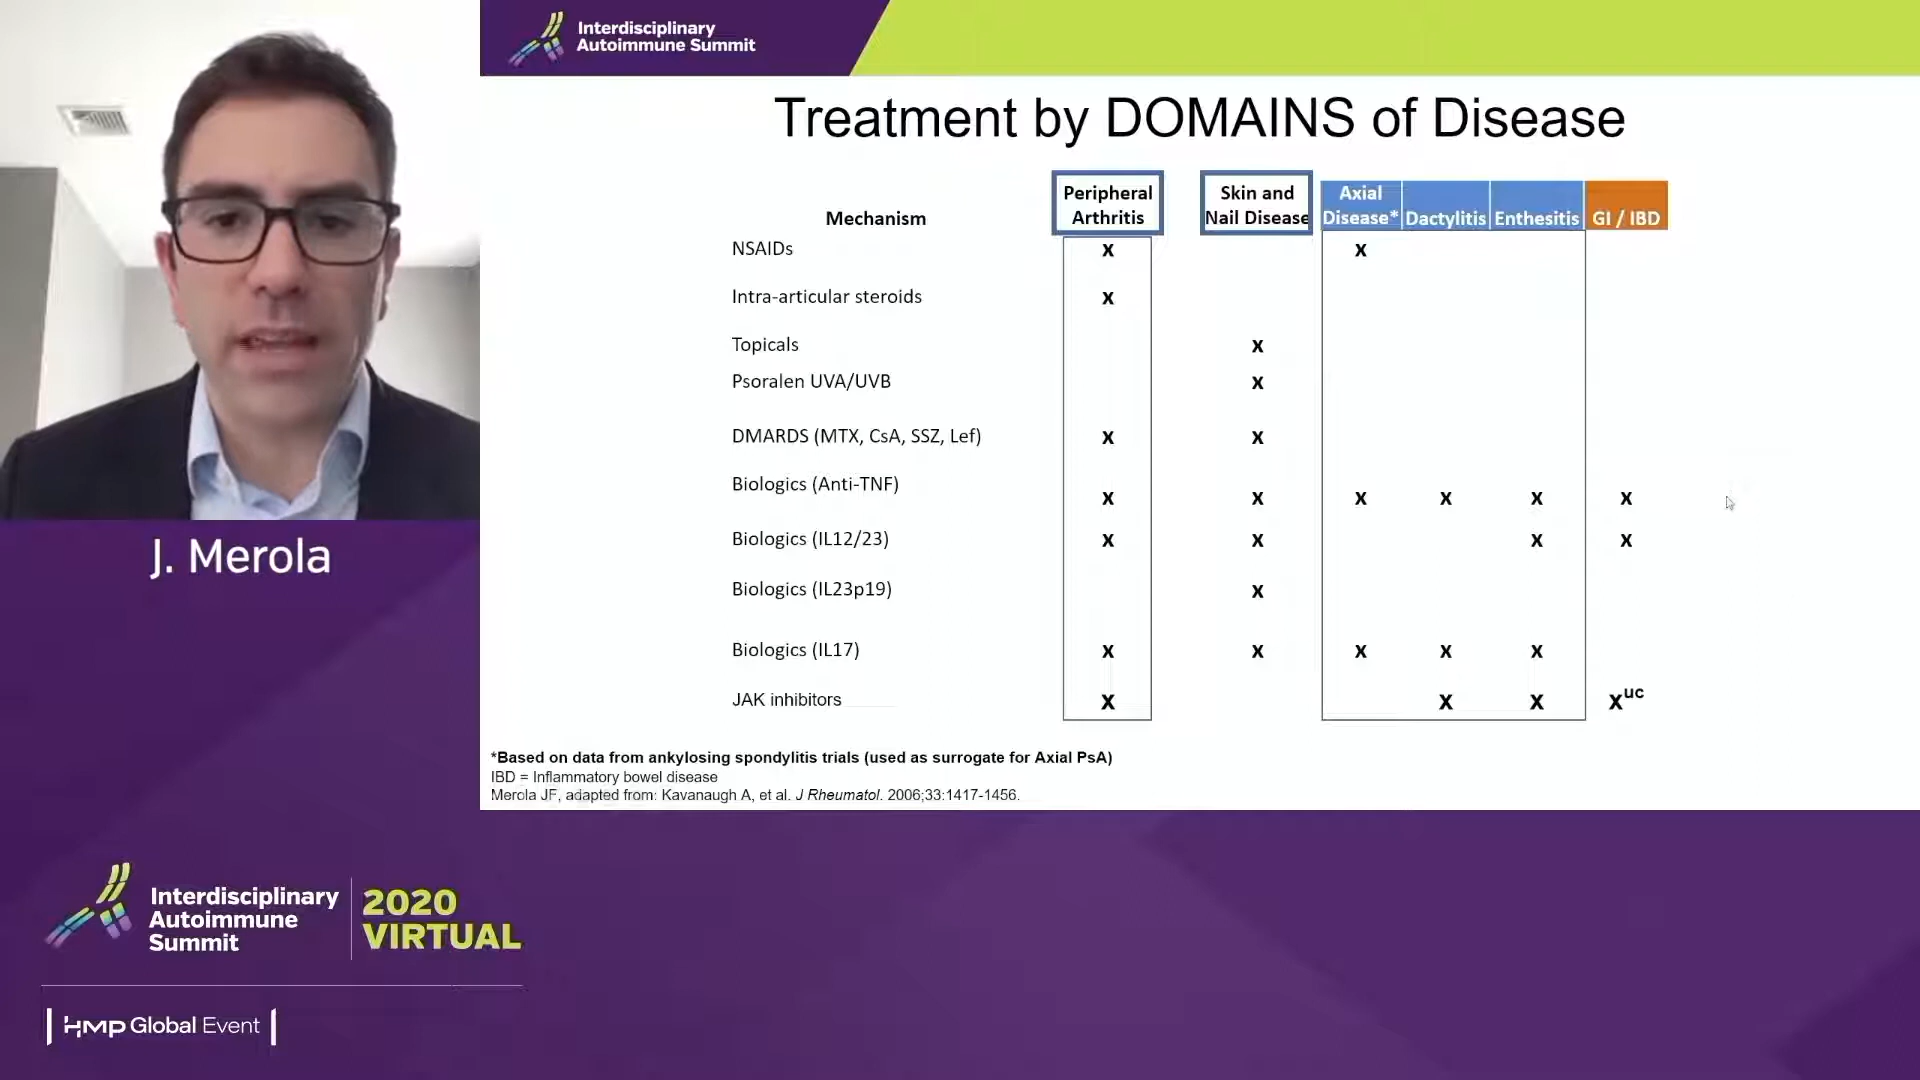 Interdisciplinary
Autoimmune Summit
Treatment by DOMAINS of Disease
Mechanism
Peripheral
Arthritis
Skin and
Nail Disease
Axial
Disease*
Dactylitis
Enthesitis
GI / IBD
NSAIDs x x
Intra-articular steroids x
Topicals x
Psoralen UVA/UVB x
DMARDS (MTX, CsA, SSZ, Lef) x x
Biologics (Anti-TNF) x x x x x x
Biologics (IL12/23) x x x x
Biologics (IL23p19) x
Biologics (IL17) x x x x x
JAK inhibitors x x x x uc
*Based on data from ankylosing spondylitis trials (used as surrogate for Axial PsA)
IBD = Inflammatory bowel disease
Merola JF, adapted from: Kavanaugh A, et al. J Rheumatol. 2006;33:1417-1456.
J. Merola
Interdisciplinary
Autoimmune
Summit
2020
VIRTUAL
HMP Global Event